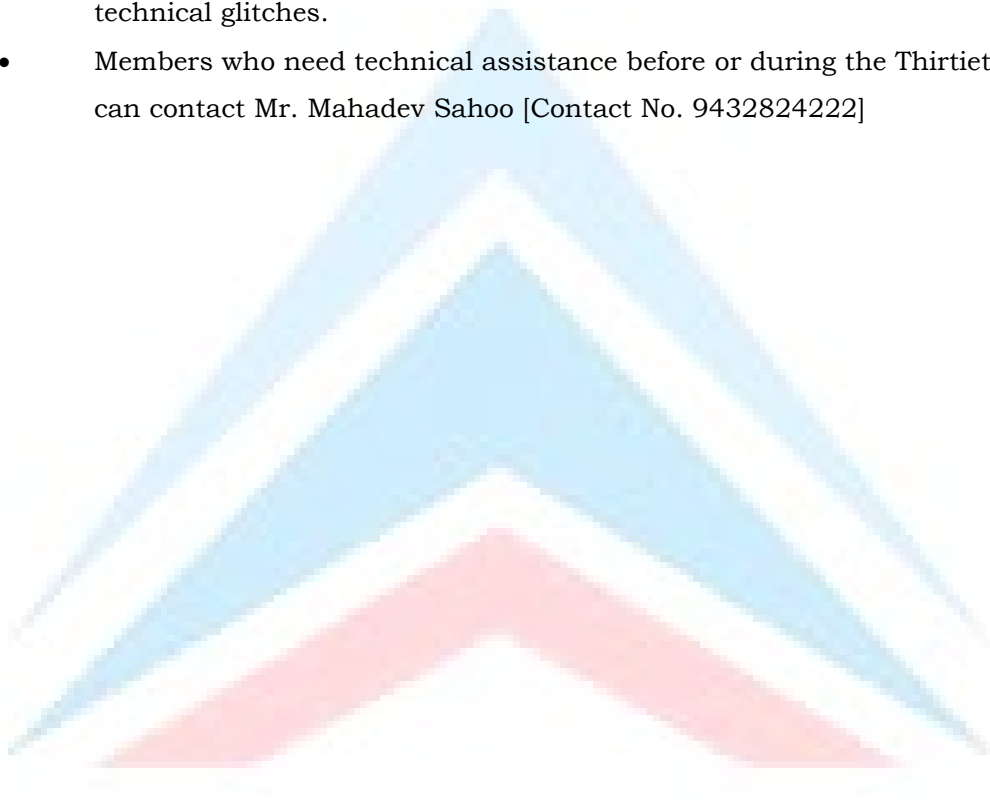 technical glitches.
• Members who need technical assistance before or during the Thirtiet
can contact Mr. Mahadev Sahoo [Contact No. 9432824222]